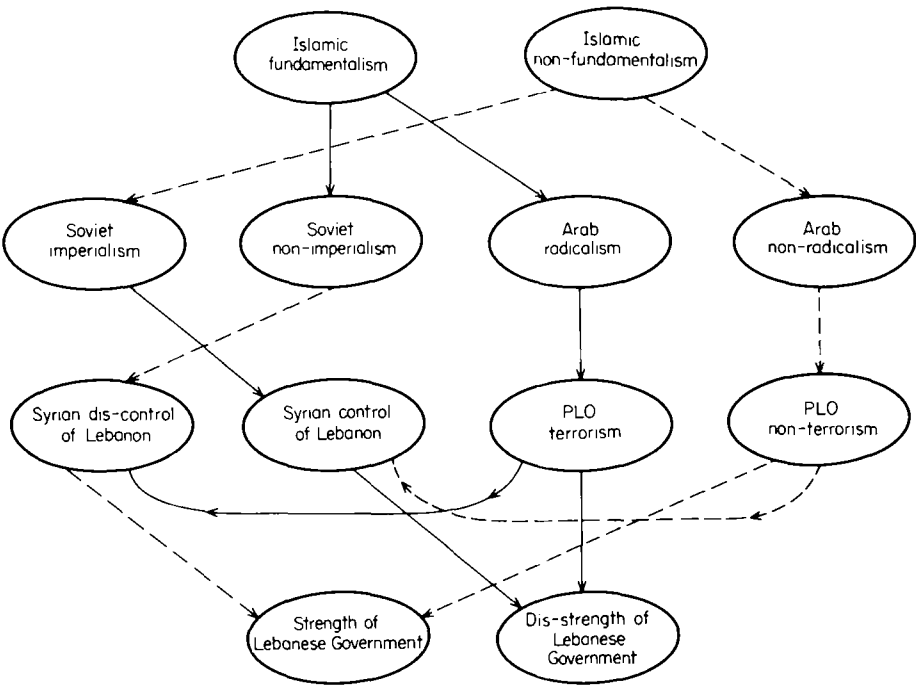 Islamic
fundamentalism
Islamic
non-fundamentalism
Soviet
imperialism
Soviet
non-imperialism
Arab
radicalism
Arab
non-radicalism
Syrian dis-control
of Lebanon
Syrian control
of Lebanon
PLO
terrorism
PLO
non-terrorism
Strength of
Lebanese Government
Dis-strength of
Lebanese
Government